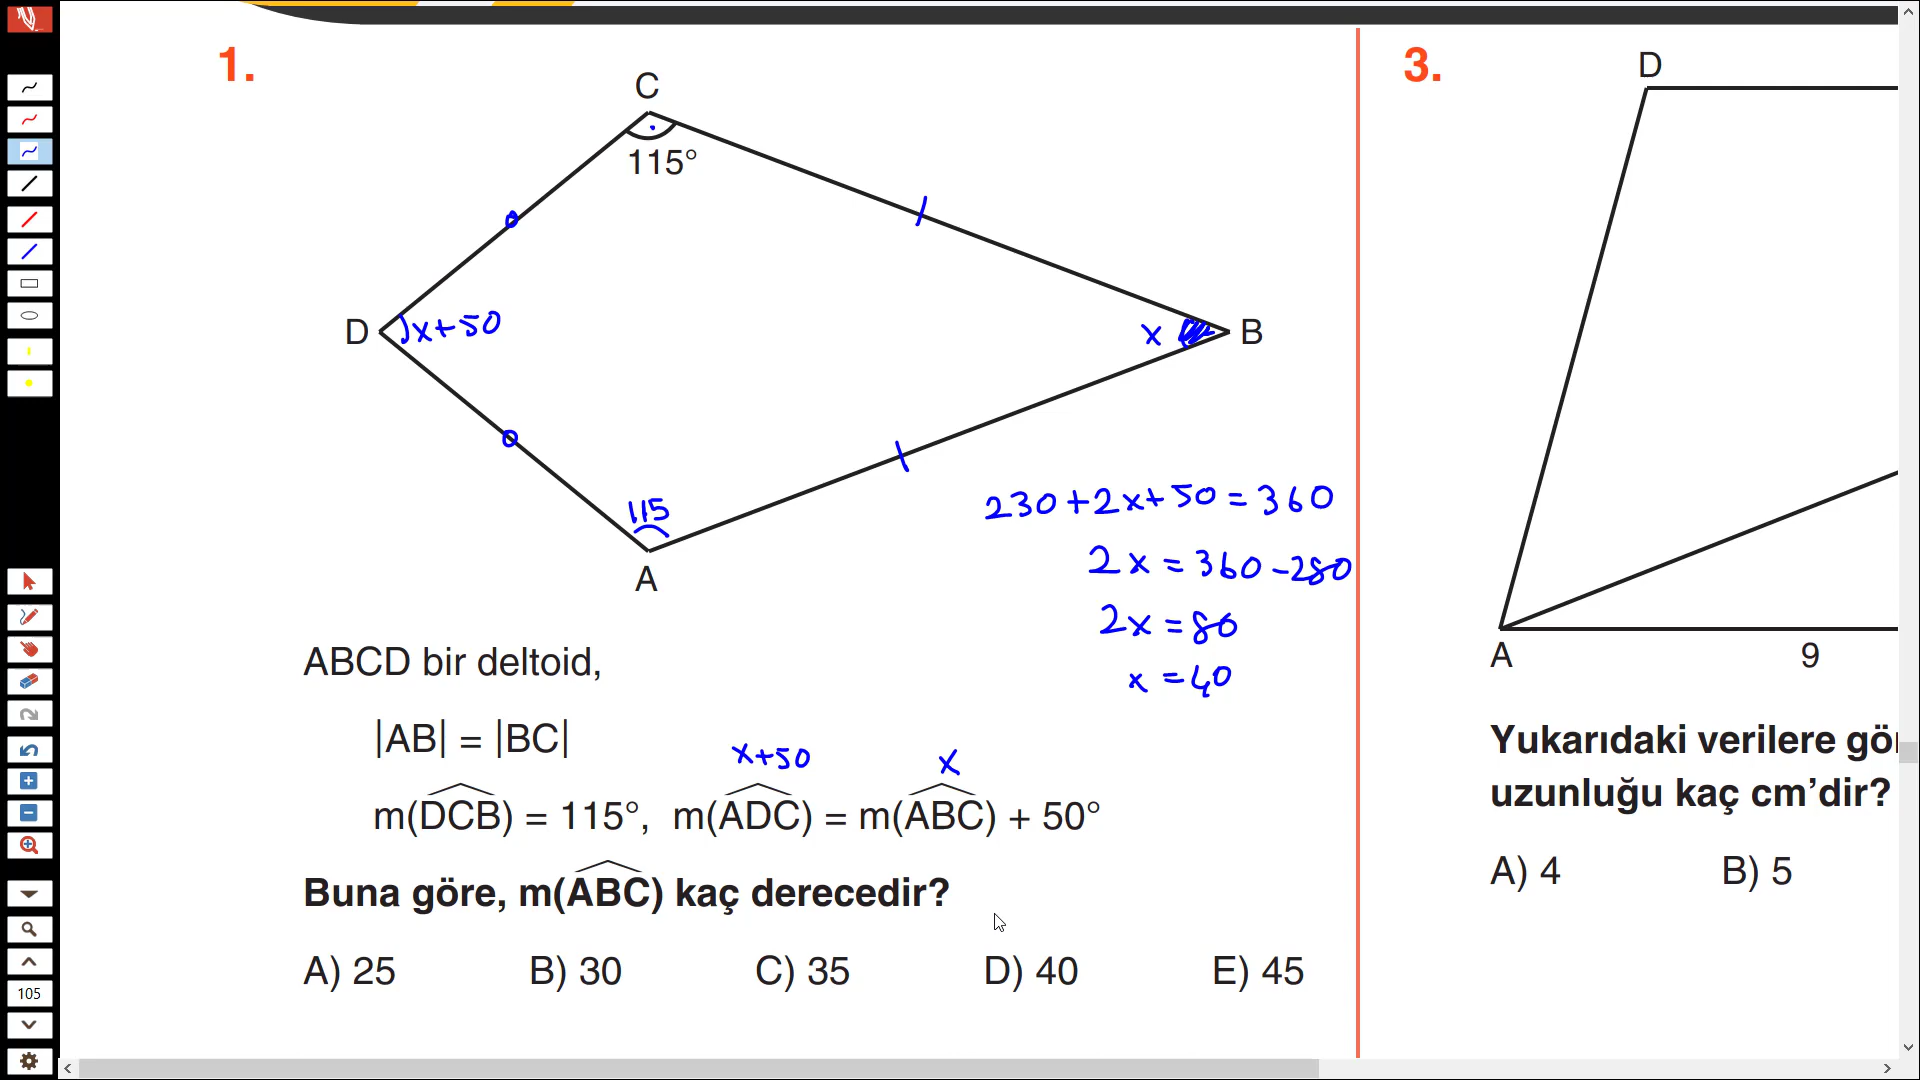 1.
C
115°
D
x+50
x
B
115
A
230+2x+50=360
2x=360-280
2x=80
x=40
ABCD bir deltoid,
|AB| = |BC|
x+50
x
m(DCB) = 115°, m(ADC) = m(ABC) + 50°
Buna göre, m(ABC) kaç derecedir?
A) 25 B) 30 C) 35 D) 40 E) 45
3.
D
A
9
Yukarıdaki verilere gö
uzunluğu kaç cm’dir?
A) 4 B) 5
105